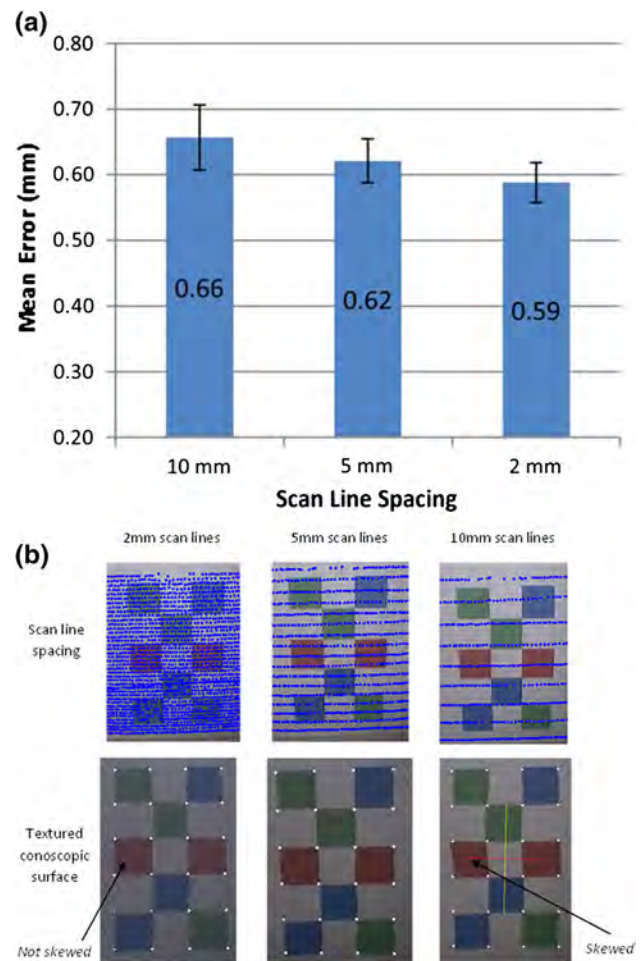 (a)
0.80
0.70
0.60
0.50
0.40
0.30
0.20
Mean Error (mm)
0.66
0.62
0.59
10 mm
5 mm
2 mm
Scan Line Spacing
(b)
2mm scan lines
5mm scan lines
10mm scan lines
Scan line
spacing
Textured
conoscopic
surface
Not skewed
Skewed